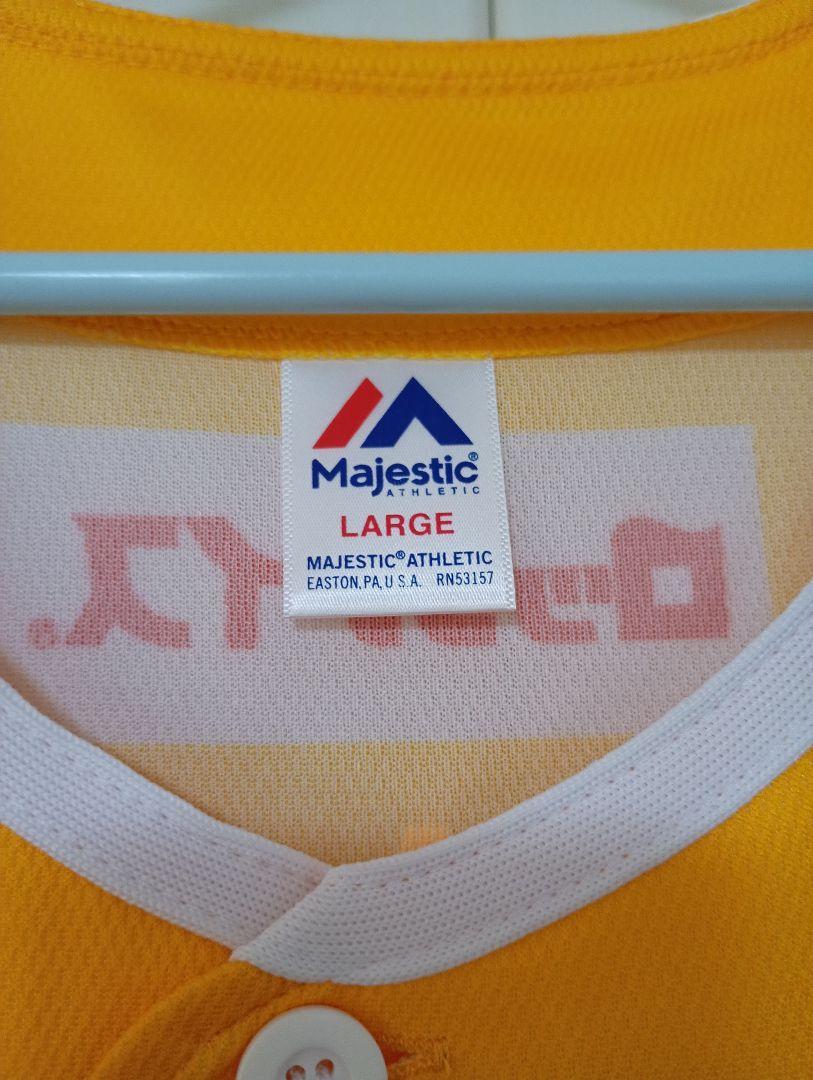 Majestic®
ATHLETIC
LARGE
MAJESTIC® ATHLETIC
EASTON, PA, U S.A. RN53157